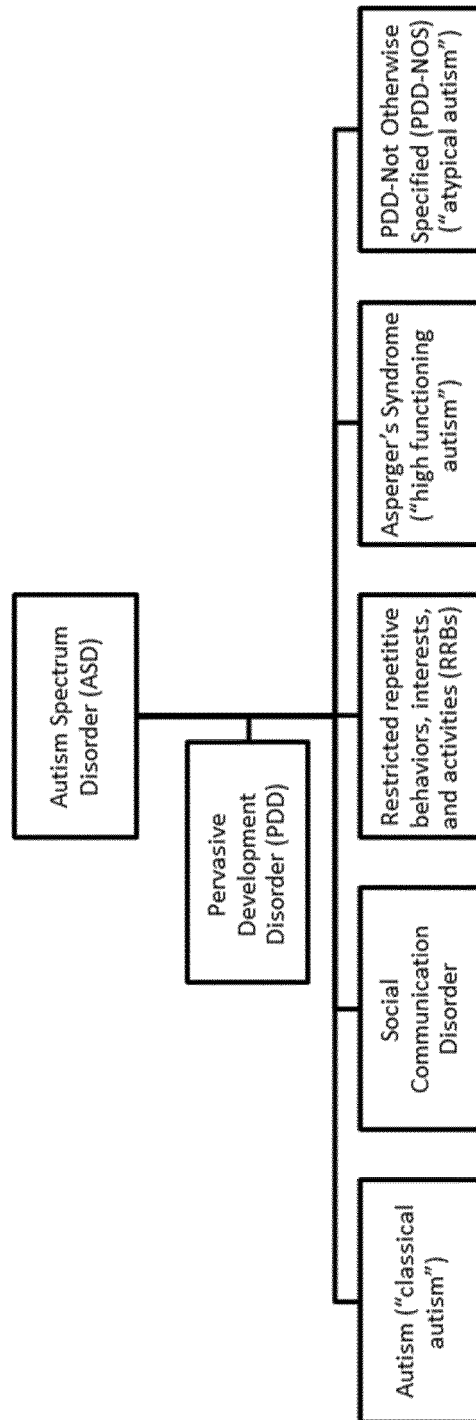 Autism Spectrum
Disorder (ASD)
Pervasive
Development
Disorder (PDD)
Autism (“classical
autism”)
Social
Communication
Disorder
Restricted repetitive
behaviors, interests,
and activities (RRBs)
Asperger’s Syndrome
(“high functioning
autism”)
PDD-Not Otherwise
Specified (PDD-NOS)
(“atypical autism”)